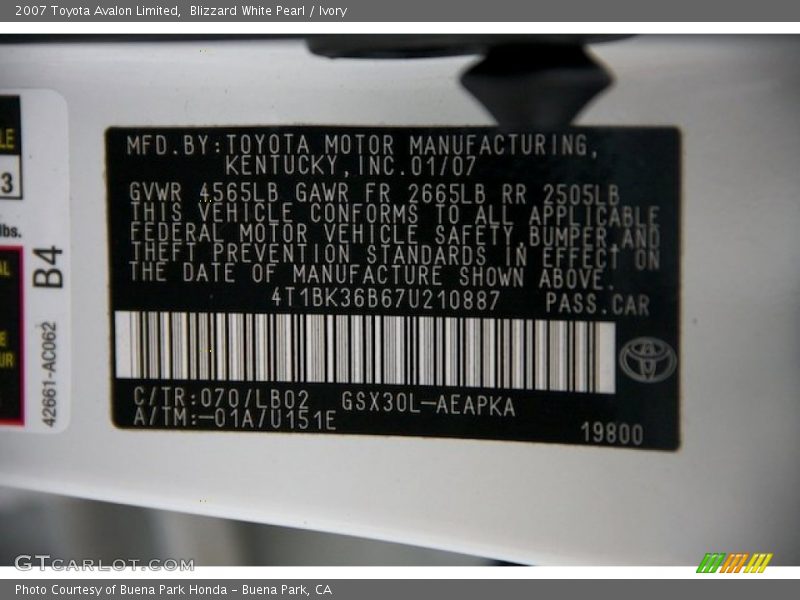 2007 Toyota Avalon Limited, Blizzard White Pearl / Ivory
MFD.BY:TOYOTA MOTOR MANUFACTURING,
KENTUCKY,INC.01/07
GVWR 4565LB GAWR FR 2665LB RR 2505LB
THIS VEHICLE CONFORMS TO ALL APPLICABLE
FEDERAL MOTOR VEHICLE SAFETY,BUMPER,AND
THEFT PREVENTION STANDARDS IN EFFECT ON
THE DATE OF MANUFACTURE SHOWN ABOVE.
4T1BK36B67U210887 PASS.CAR
C/TR:070/LB02 GSX30L-AEAPKA
A/TM:-01A/U151E
19800
3
lbs.
B4
42661-AC062
GTCARLOT.COM
Photo Courtesy of Buena Park Honda - Buena Park, CA